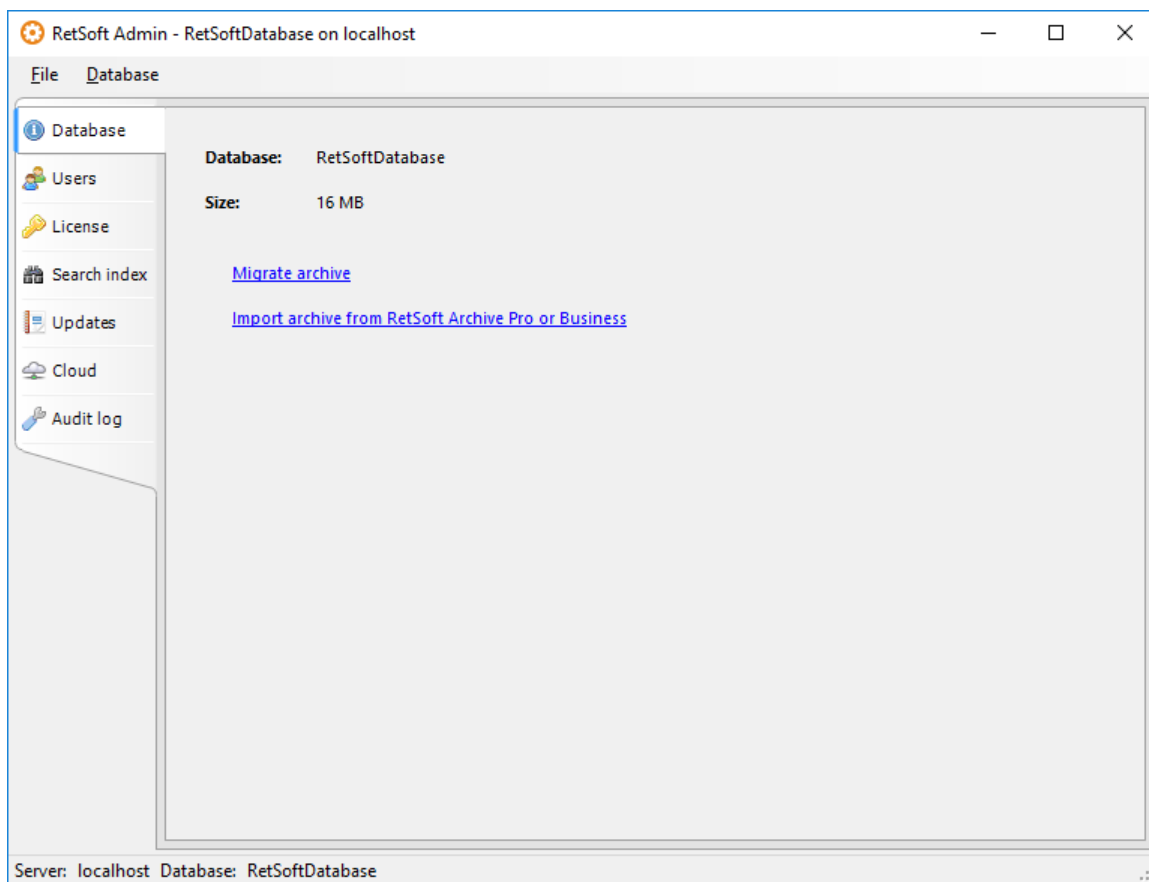 RetSoft Admin - RetSoftDatabase on localhost
File Database
Database
Users
License
Search index
Updates
Cloud
Audit log
Database: RetSoftDatabase
Size: 16 MB
Migrate archive
Import archive from RetSoft Archive Pro or Business
Server: localhost Database: RetSoftDatabase